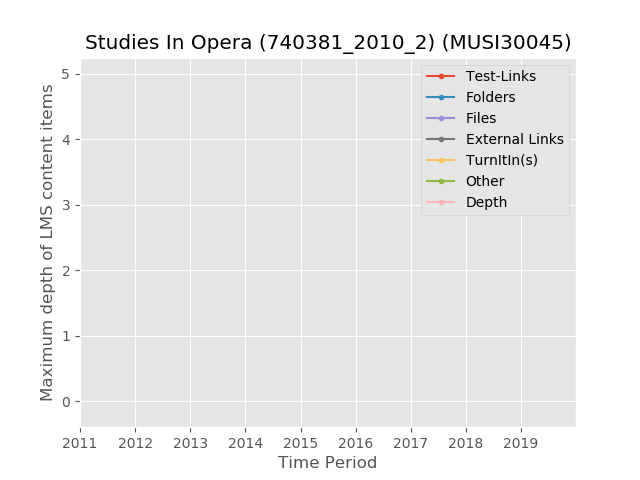 Studies In Opera (740381_2010_2) (MUSI30045)
5
4
3
2
1
0
Maximum depth of LMS content items
Test-Links
Folders
Files
External Links
TurnItIn(s)
Other
Depth
2011 2012 2013 2014 2015 2016 2017 2018 2019
Time Period